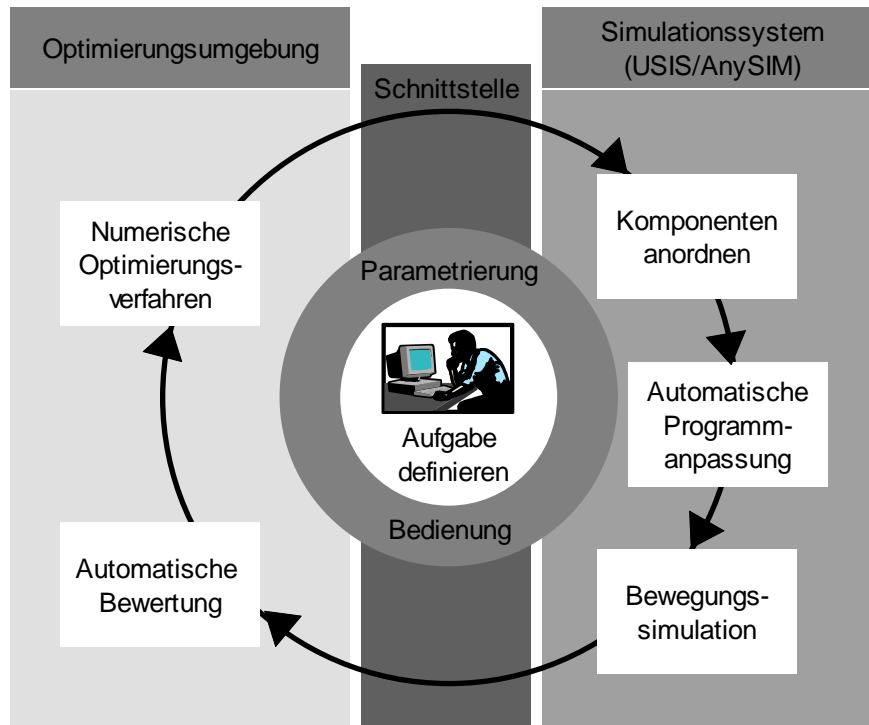 Optimierungsumgebung
Schnittstelle
Simulationssystem
(USIS/AnySIM)
Numerische
Optimierungs-
verfahren
Komponenten
anordnen
Parametrierung
Aufgabe
definieren
Bedienung
Automatische
Programm-
anpassung
Automatische
Bewertung
Bewegungs-
simulation